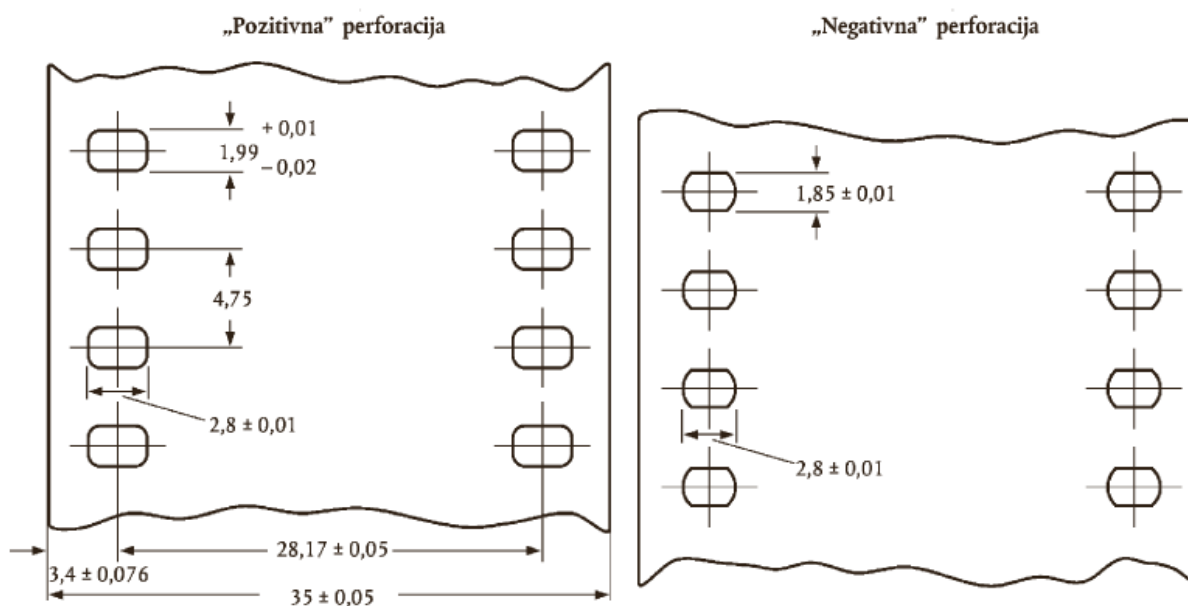 „Pozitivna” perforacija
+ 0,01
1,99
– 0,02
4,75
2,8 ± 0,01
28,17 ± 0,05
3,4 ± 0,076
35 ± 0,05
„Negativna” perforacija
1,85 ± 0,01
2,8 ± 0,01